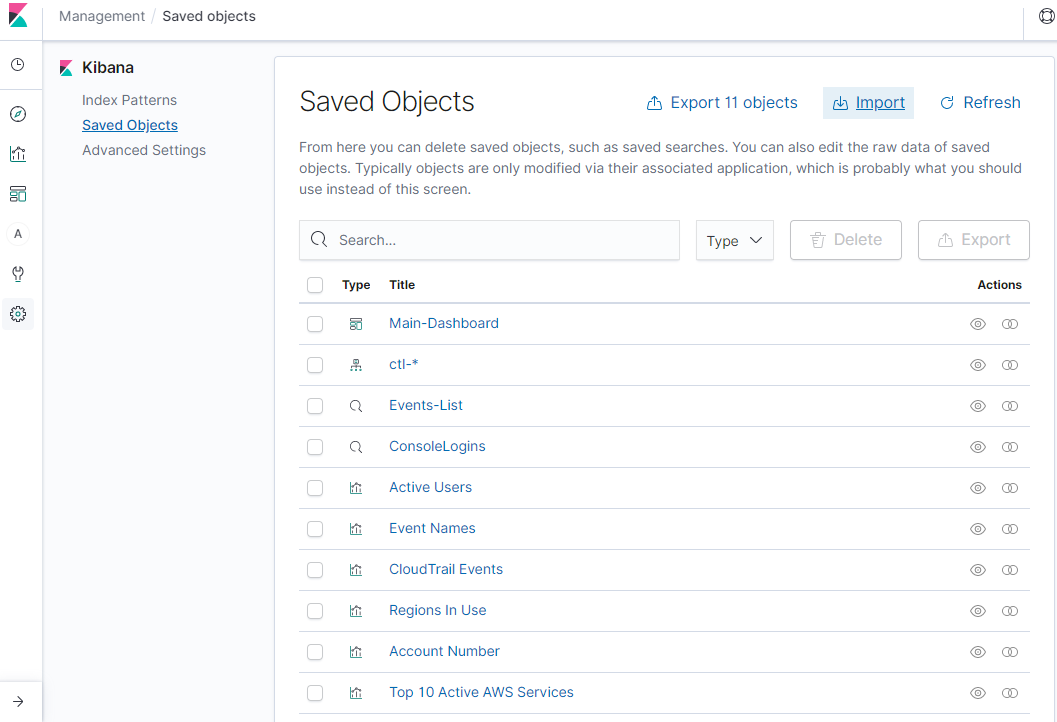 Management / Saved objects
Kibana
Index Patterns
Saved Objects
Advanced Settings
A
Saved Objects
Export 11 objects
Import
Refresh
From here you can delete saved objects, such as saved searches. You can also edit the raw data of saved
objects. Typically objects are only modified via their associated application, which is probably what you should
use instead of this screen.
Search...
Type
Delete
Export
Type Title Actions
Main-Dashboard
ctl-*
Events-List
ConsoleLogins
Active Users
Event Names
CloudTrail Events
Regions In Use
Account Number
Top 10 Active AWS Services